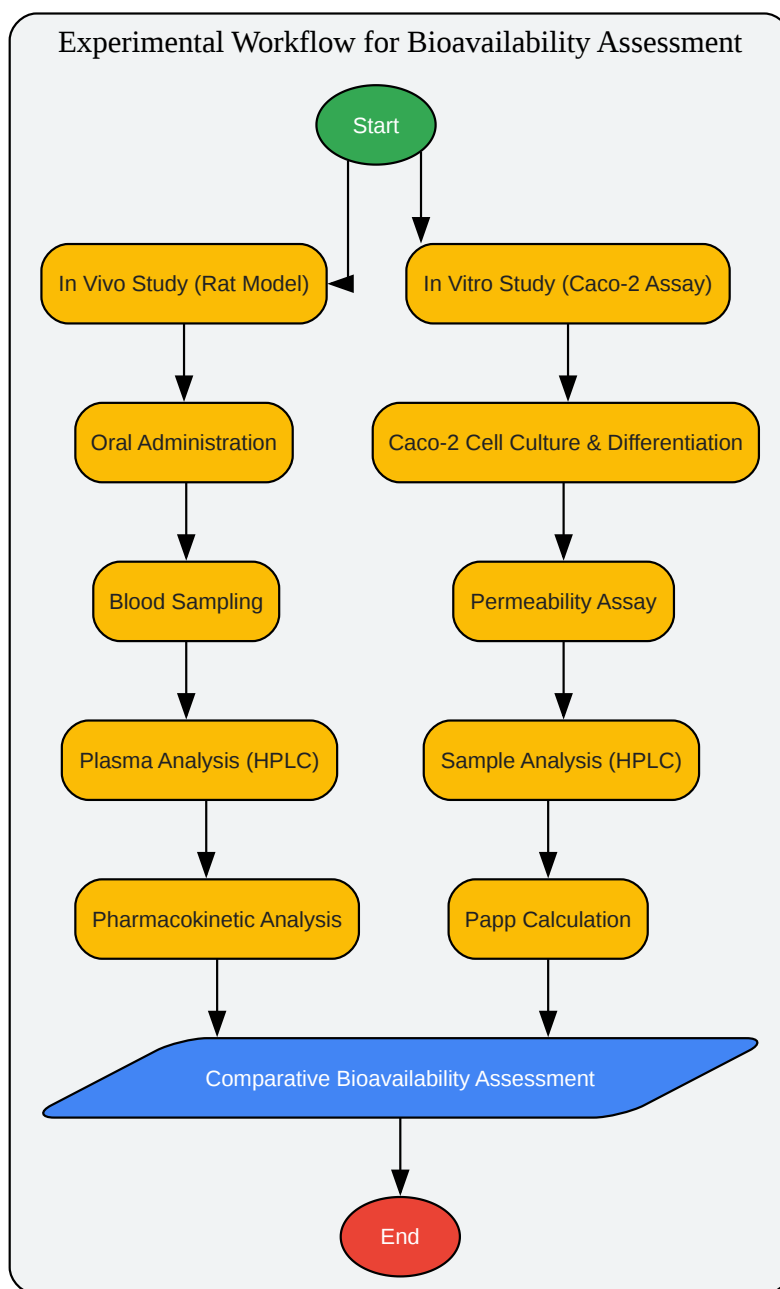 Experimental Workflow for Bioavailability Assessment
Start
In Vivo Study (Rat Model)
In Vitro Study (Caco-2 Assay)
Oral Administration
Caco-2 Cell Culture & Differentiation
Blood Sampling
Permeability Assay
Plasma Analysis (HPLC)
Sample Analysis (HPLC)
Pharmacokinetic Analysis
Papp Calculation
Comparative Bioavailability Assessment
End